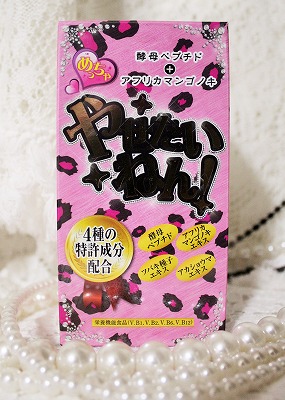 酵母ペプチド
+
アフリカマンゴノキ
めっちゃ
やせたい
ねん!
4種の
特許成分
配合
酵母
ペプチド
アフリカ
マンゴノキ
エキス
ツバキ種子
エキス
アカショウマ
エキス
栄養機能食品(V.B1、V.B2、V.B6、V.B12)